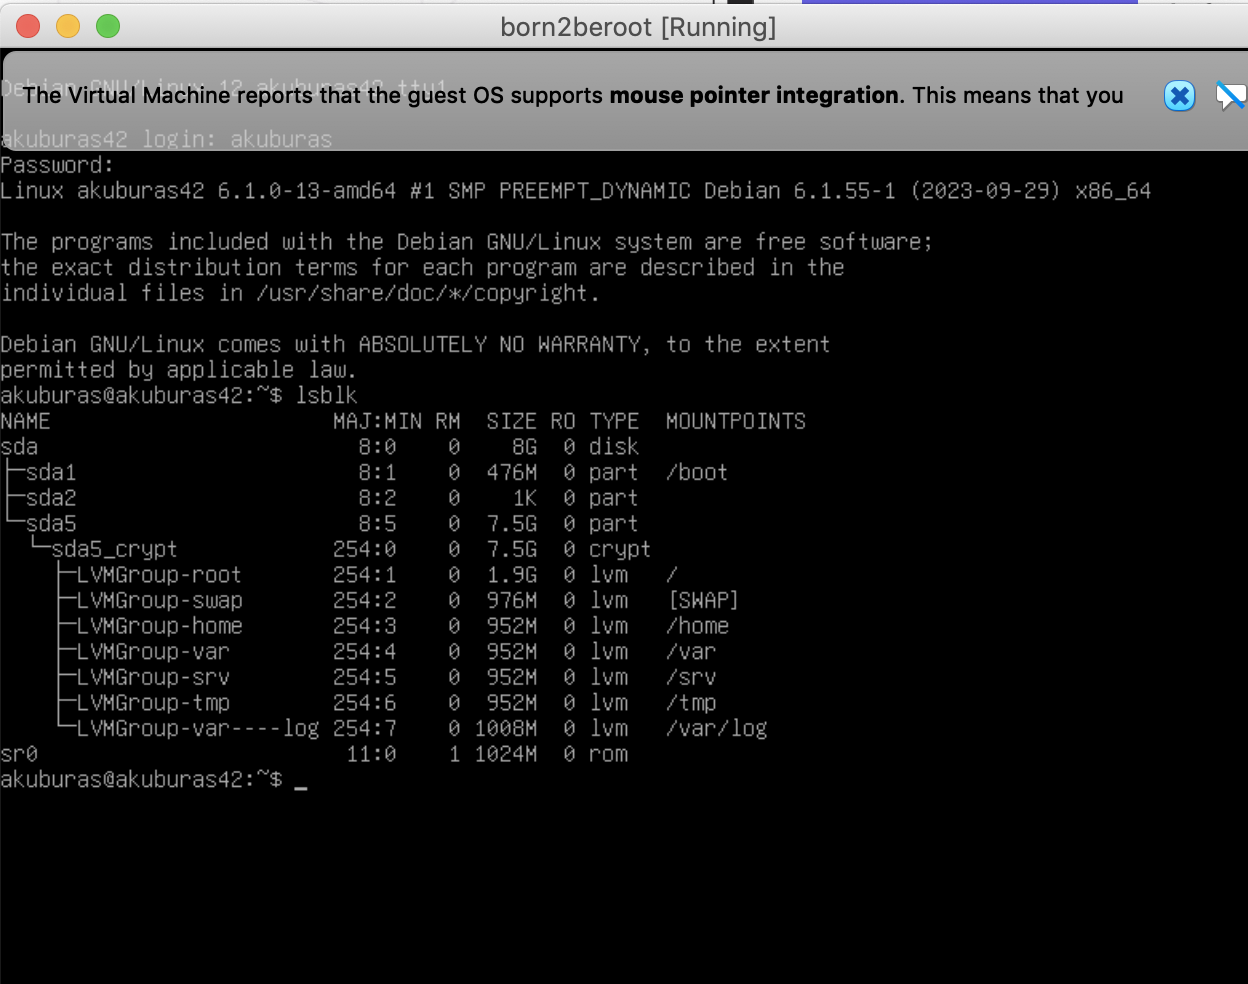 born2beroot [Running]
Debian GNU/Linux 12 akuburas42 tty1
The Virtual Machine reports that the guest OS supports mouse pointer integration. This means that you
akuburas42 login: akuburas
Password:
Linux akuburas42 6.1.0-13-amd64 #1 SMP PREEMPT_DYNAMIC Debian 6.1.55-1 (2023-09-29) x86_64
The programs included with the Debian GNU/Linux system are free software;
the exact distribution terms for each program are described in the
individual files in /usr/share/doc/*/copyright.
Debian GNU/Linux comes with ABSOLUTELY NO WARRANTY, to the extent
permitted by applicable law.
akuburas@akuburas42:~$ lsblk
NAME MAJ:MIN RM SIZE RO TYPE MOUNTPOINTS
sda 8:0 0 8G 0 disk
├─sda1 8:1 0 476M 0 part /boot
├─sda2 8:2 0 1K 0 part
└─sda5 8:5 0 7.5G 0 part
└─sda5_crypt 254:0 0 7.5G 0 crypt
├─LVMGroup-root 254:1 0 1.9G 0 lvm /
├─LVMGroup-swap 254:2 0 976M 0 lvm [SWAP]
├─LVMGroup-home 254:3 0 952M 0 lvm /home
├─LVMGroup-var 254:4 0 952M 0 lvm /var
├─LVMGroup-srv 254:5 0 952M 0 lvm /srv
├─LVMGroup-tmp 254:6 0 952M 0 lvm /tmp
└─LVMGroup-var----log 254:7 0 1008M 0 lvm /var/log
sr0 11:0 1 1024M 0 rom
akuburas@akuburas42:~$ _